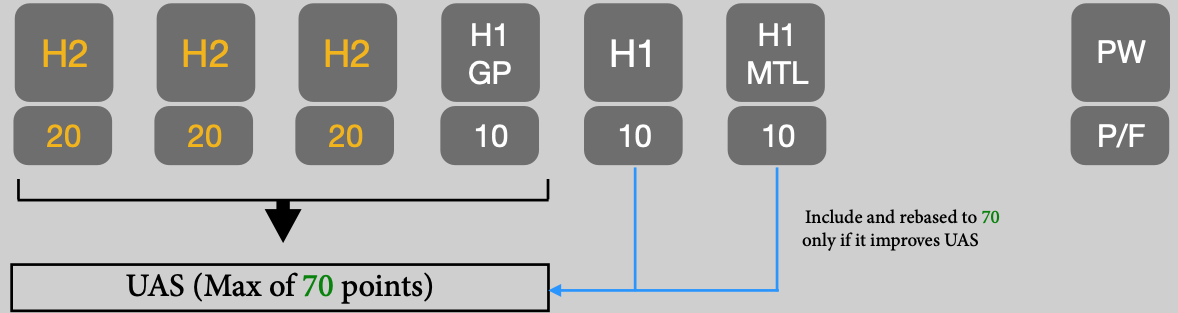 H2
H2
H2
H1
GP
H1
H1
MTL
PW
20
20
20
10
10
10
P/F
Include and rebased to 70
only if it improves UAS
UAS (Max of 70 points)